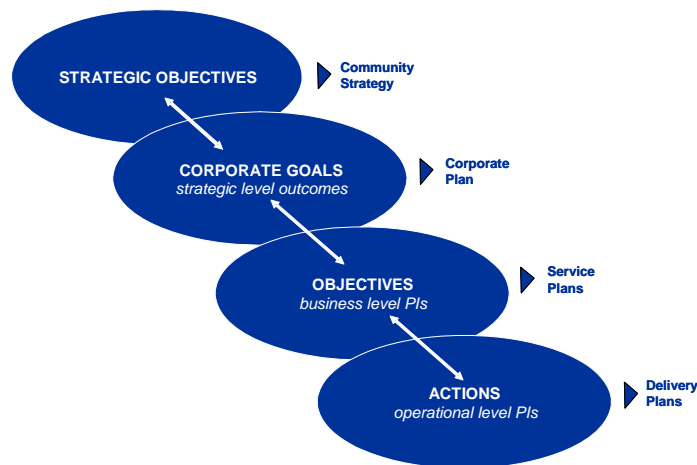 STRATEGIC OBJECTIVES
Community
Strategy
CORPORATE GOALS
strategic level outcomes
Corporate
Plan
OBJECTIVES
business level PIs
Service
Plans
ACTIONS
operational level PIs
Delivery
Plans